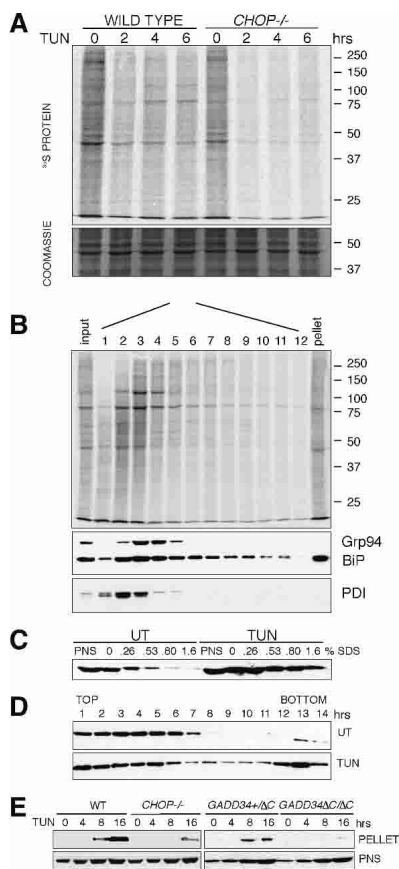 A
WILD TYPE CHOP-/-
TUN 0 2 4 6 0 2 4 6 hrs
³⁵S PROTEIN
250
150
100
75
50
37
25
COOMASSIE
50
37
B
input 1 2 3 4 5 6 7 8 9 10 11 12 pellet
250
150
100
75
50
37
25
Grp94
BiP
PDI
C
UT TUN
PNS 0 .26 .53 .80 1.6 PNS 0 .26 .53 .80 1.6 % SDS
D
TOP BOTTOM
1 2 3 4 5 6 7 8 9 10 11 12 13 14 hrs
UT
TUN
E
WT CHOP-/- GADD34+/ΔC GADD34ΔC/ΔC
TUN 0 4 8 16 0 4 8 16 0 4 8 16 0 4 8 16 hrs
PELLET
PNS